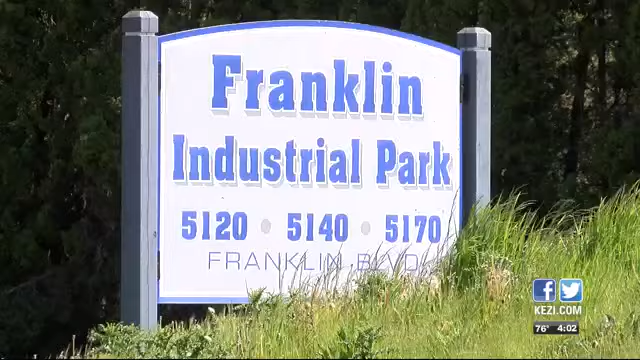 Franklin
Industrial Park
5120 • 5140 • 5170
FRANKLIN BLVD.
KEZI.COM
76° 4:02